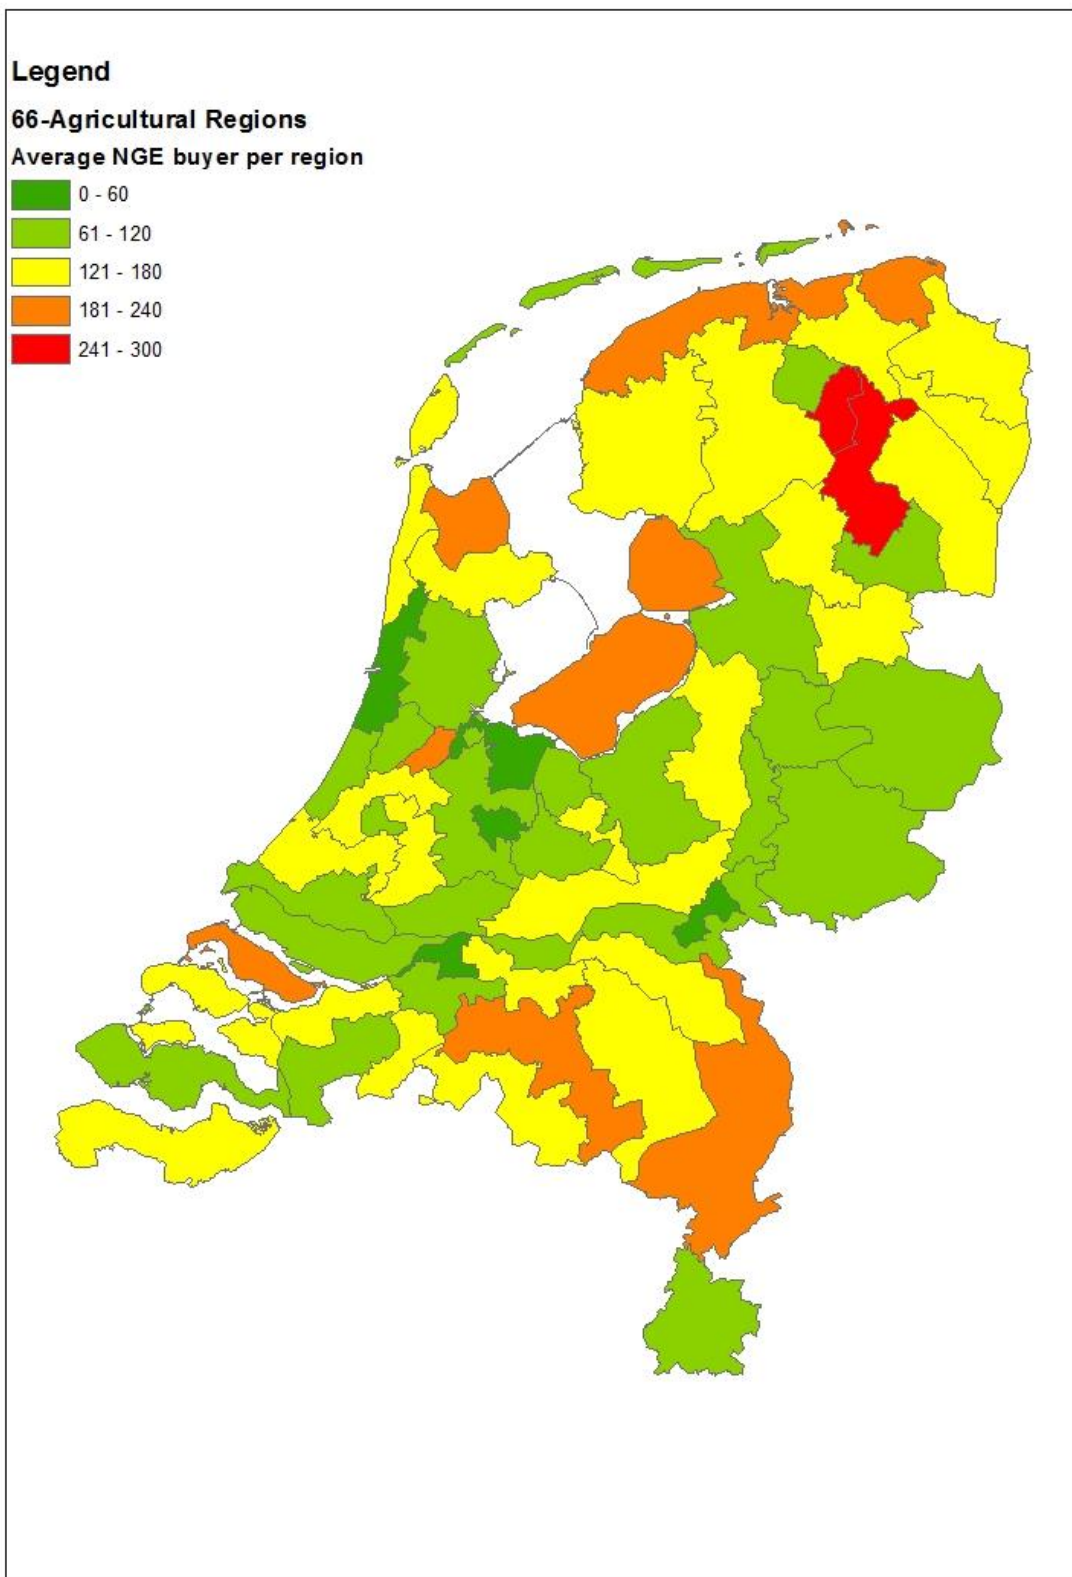 Legend
66-Agricultural Regions
Average NGE buyer per region
0 - 60
61 - 120
121 - 180
181 - 240
241 - 300